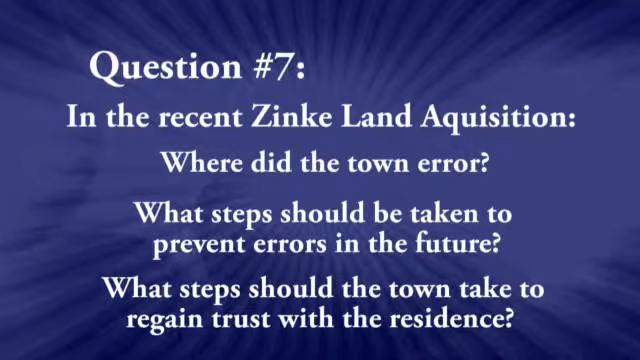 Question #7:
In the recent Zinke Land Aquisition:
Where did the town error?
What steps should be taken to
prevent errors in the future?
What steps should the town take to
regain trust with the residence?